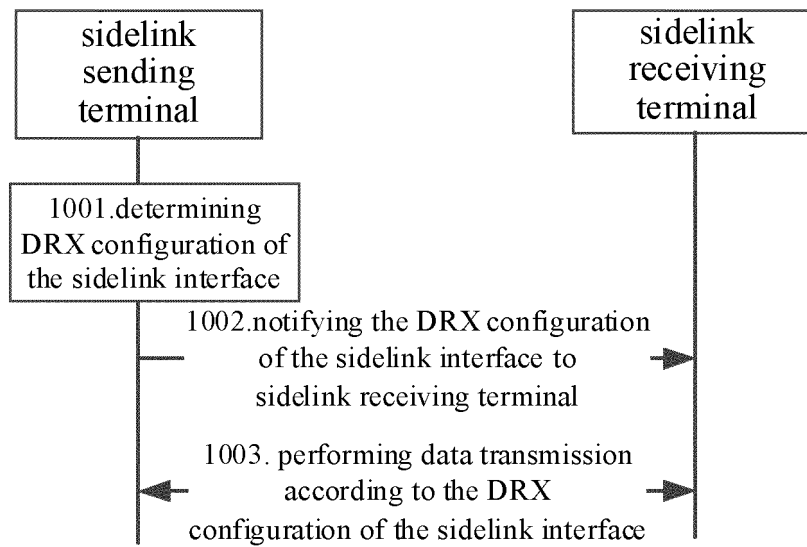 sidelink
sending
terminal
sidelink
receiving
terminal
1001.determining
DRX configuration of
the sidelink interface
1002.notifying the DRX configuration
of the sidelink interface to
sidelink receiving terminal
1003. performing data transmission
according to the DRX
configuration of the sidelink interface